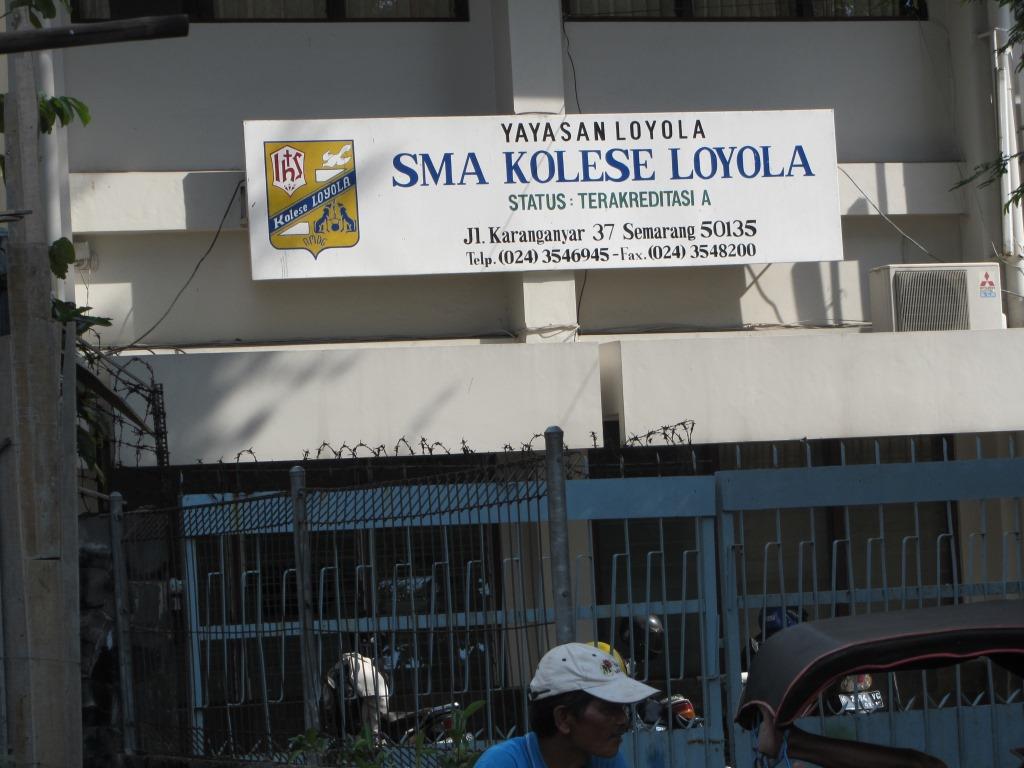 YAYASAN LOYOLA
SMA KOLESE LOYOLA
STATUS : TERAKREDITASI A
Jl. Karanganyar 37 Semarang 50135
Telp. (024) 3546945 - Fax. (024) 3548200
Ihs
Kolese LOYOLA
AMDG